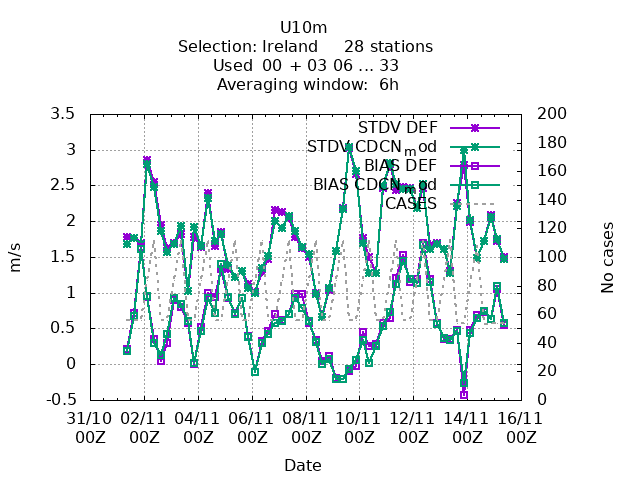 U10m
Selection: Ireland 28 stations
Used 00 + 03 06 ... 33
Averaging window: 6h
3.5
3
2.5
2
1.5
1
0.5
0
-0.5
m/s
STDV DEF
STDV CDCN_mod
BIAS DEF
BIAS CDCN_mod
CASES
200
180
160
140
120
100
80
60
40
20
0
No cases
31/10 02/11 04/11 06/11 08/11 10/11 12/11 14/11 16/11
00Z 00Z 00Z 00Z 00Z 00Z 00Z 00Z 00Z
Date